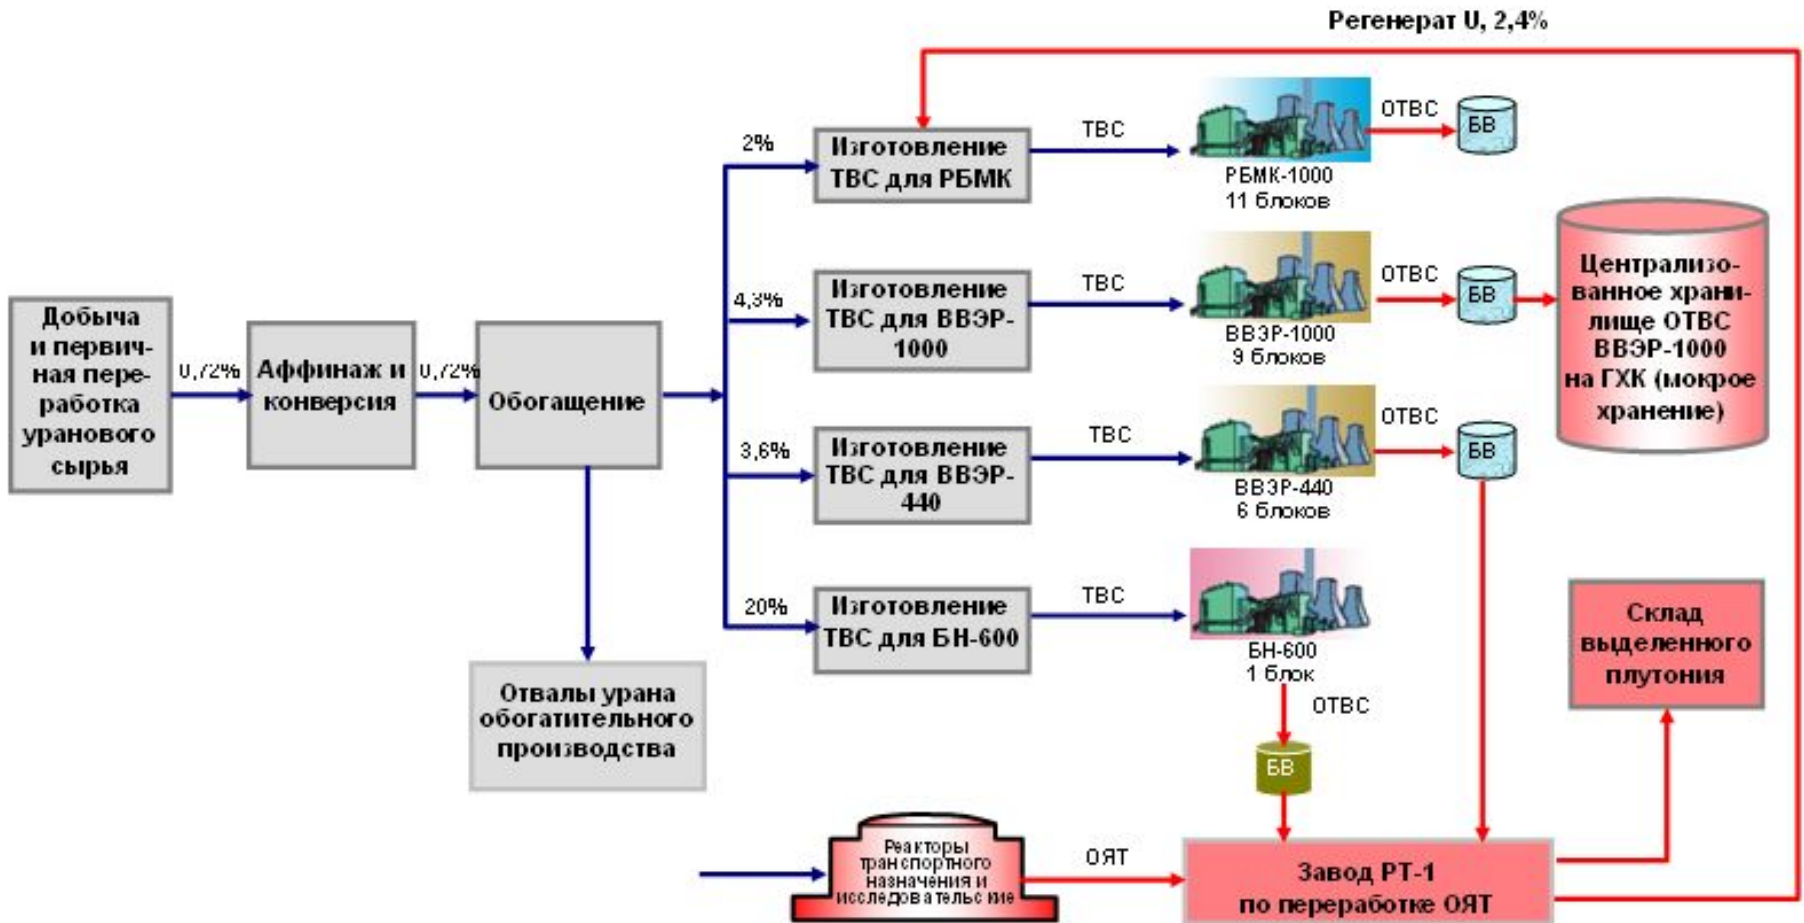 Регенерат U, 2,4%
Добыча
и первич-
ная пере-
работка
уранового
сырья
0,72%
Аффинаж и
конверсия
0,72%
Обогащение
Отвалы урана
обогатительного
производства
2%
Изготовление
ТВС для РБМК
ТВС
РБМК-1000
11 блоков
ОТВС
БВ
4,3%
Изготовление
ТВС для ВВЭР-
1000
ТВС
ВВЭР-1000
9 блоков
ОТВС
БВ
Централизо-
ванное храни-
лище ОТВС
ВВЭР-1000
на ГХК (мокрое
хранение)
3,6%
Изготовление
ТВС для ВВЭР-
440
ТВС
ВВЭР-440
6 блоков
ОТВС
БВ
20%
Изготовление
ТВС для БН-600
ТВС
БН-600
1 блок
ОТВС
БВ
Склад
выделенного
плутония
Реакторы
транспортного
назначения и
исследовательские
ОЯТ
Завод РТ-1
по переработке ОЯТ